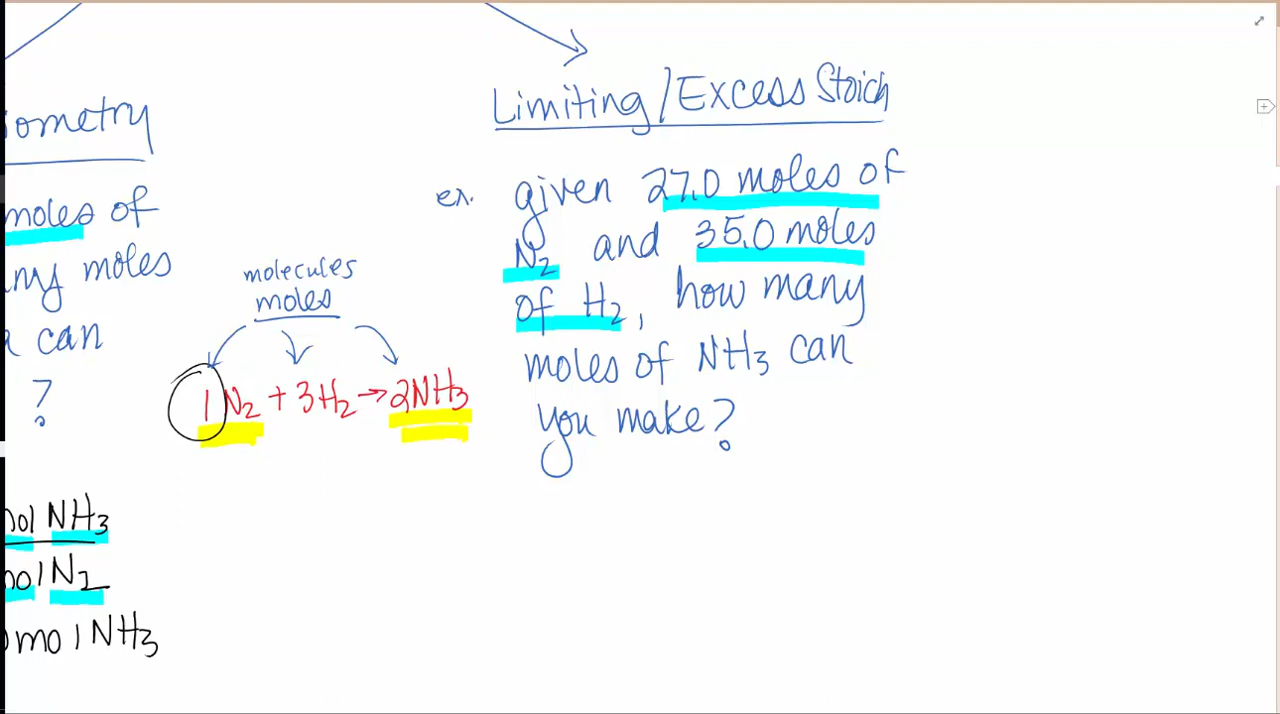 iometry
moles of
ny moles
can
?
mol NH3
mol N2
mol NH3
molecules
moles
1 N2 + 3H2 → 2NH3
Limiting / Excess Stoich
ex. given 27.0 moles of
N2 and 35.0 moles
of H2, how many
moles of NH3 can
you make?